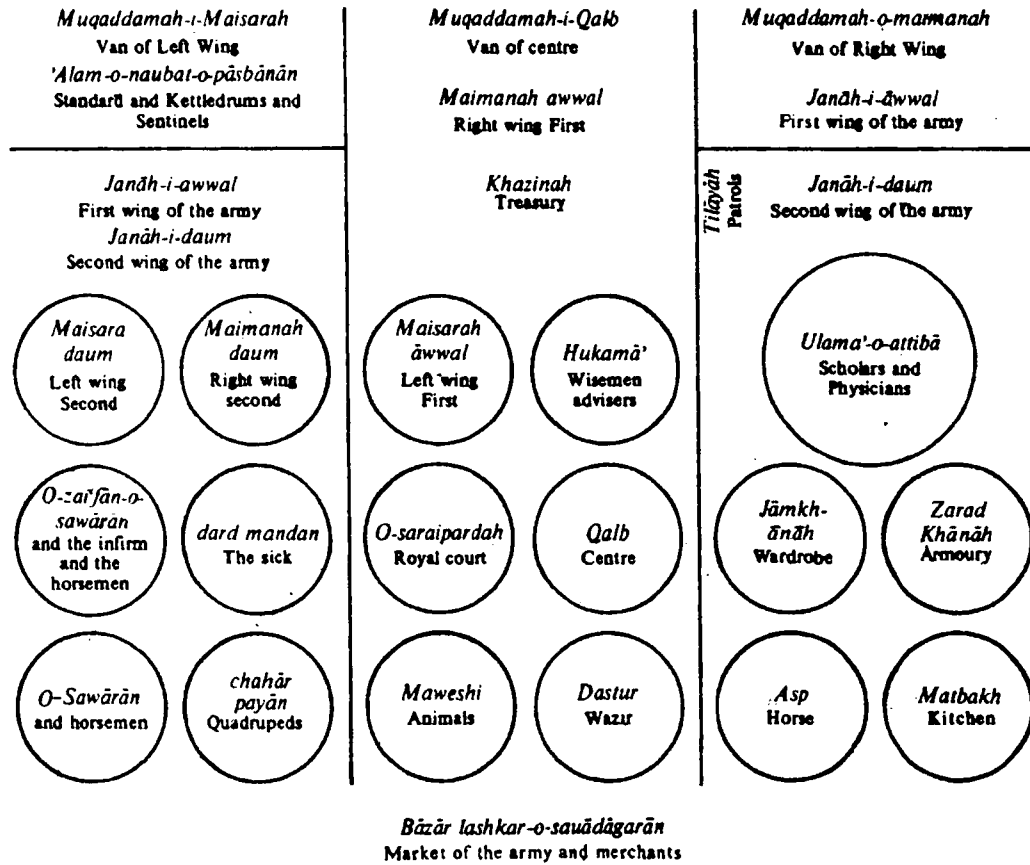 Muqaddamah-ı-Maisarah
Van of Left Wing
'Alam-o-naubat-o-pāsbānān
Standard and Kettledrums and
Sentinels
Muqaddamah-i-Qalb
Van of centre
Maimanah awwal
Right wing First
Muqaddamah-o-marmanah
Van of Right Wing
Janāh-i-āwwal
First wing of the army
Janāh-i-awwal
First wing of the army
Janāh-i-daum
Second wing of the army
Khazinah
Treasury
Tilāyāh
Patrols
Janāh-i-daum
Second wing of the army
Maisara
daum
Left wing
Second
Maimanah
daum
Right wing
second
Maisarah
āwwal
Left wing
First
Hukamā'
Wisemen
advisers
Ulama'-o-attibā
Scholars and
Physicians
O-zai'fān-o-
sawārān
and the infirm
and the
horsemen
dard mandan
The sick
O-saraipardah
Royal court
Qalb
Centre
Jāmkh-
ānāh
Wardrobe
Zarad
Khānāh
Armoury
O-Sawārān
and horsemen
chahār
payān
Quadrupeds
Maweshi
Animals
Dastur
Wazır
Asp
Horse
Matbakh
Kitchen
Bāzār lashkar-o-sauādāgarān
Market of the army and merchants